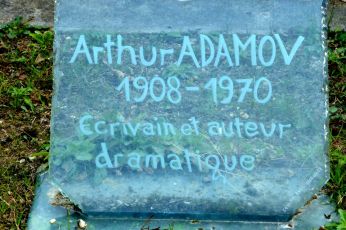 Arthur ADAMOV
1908-1970
Ecrivain et auteur
dramatique